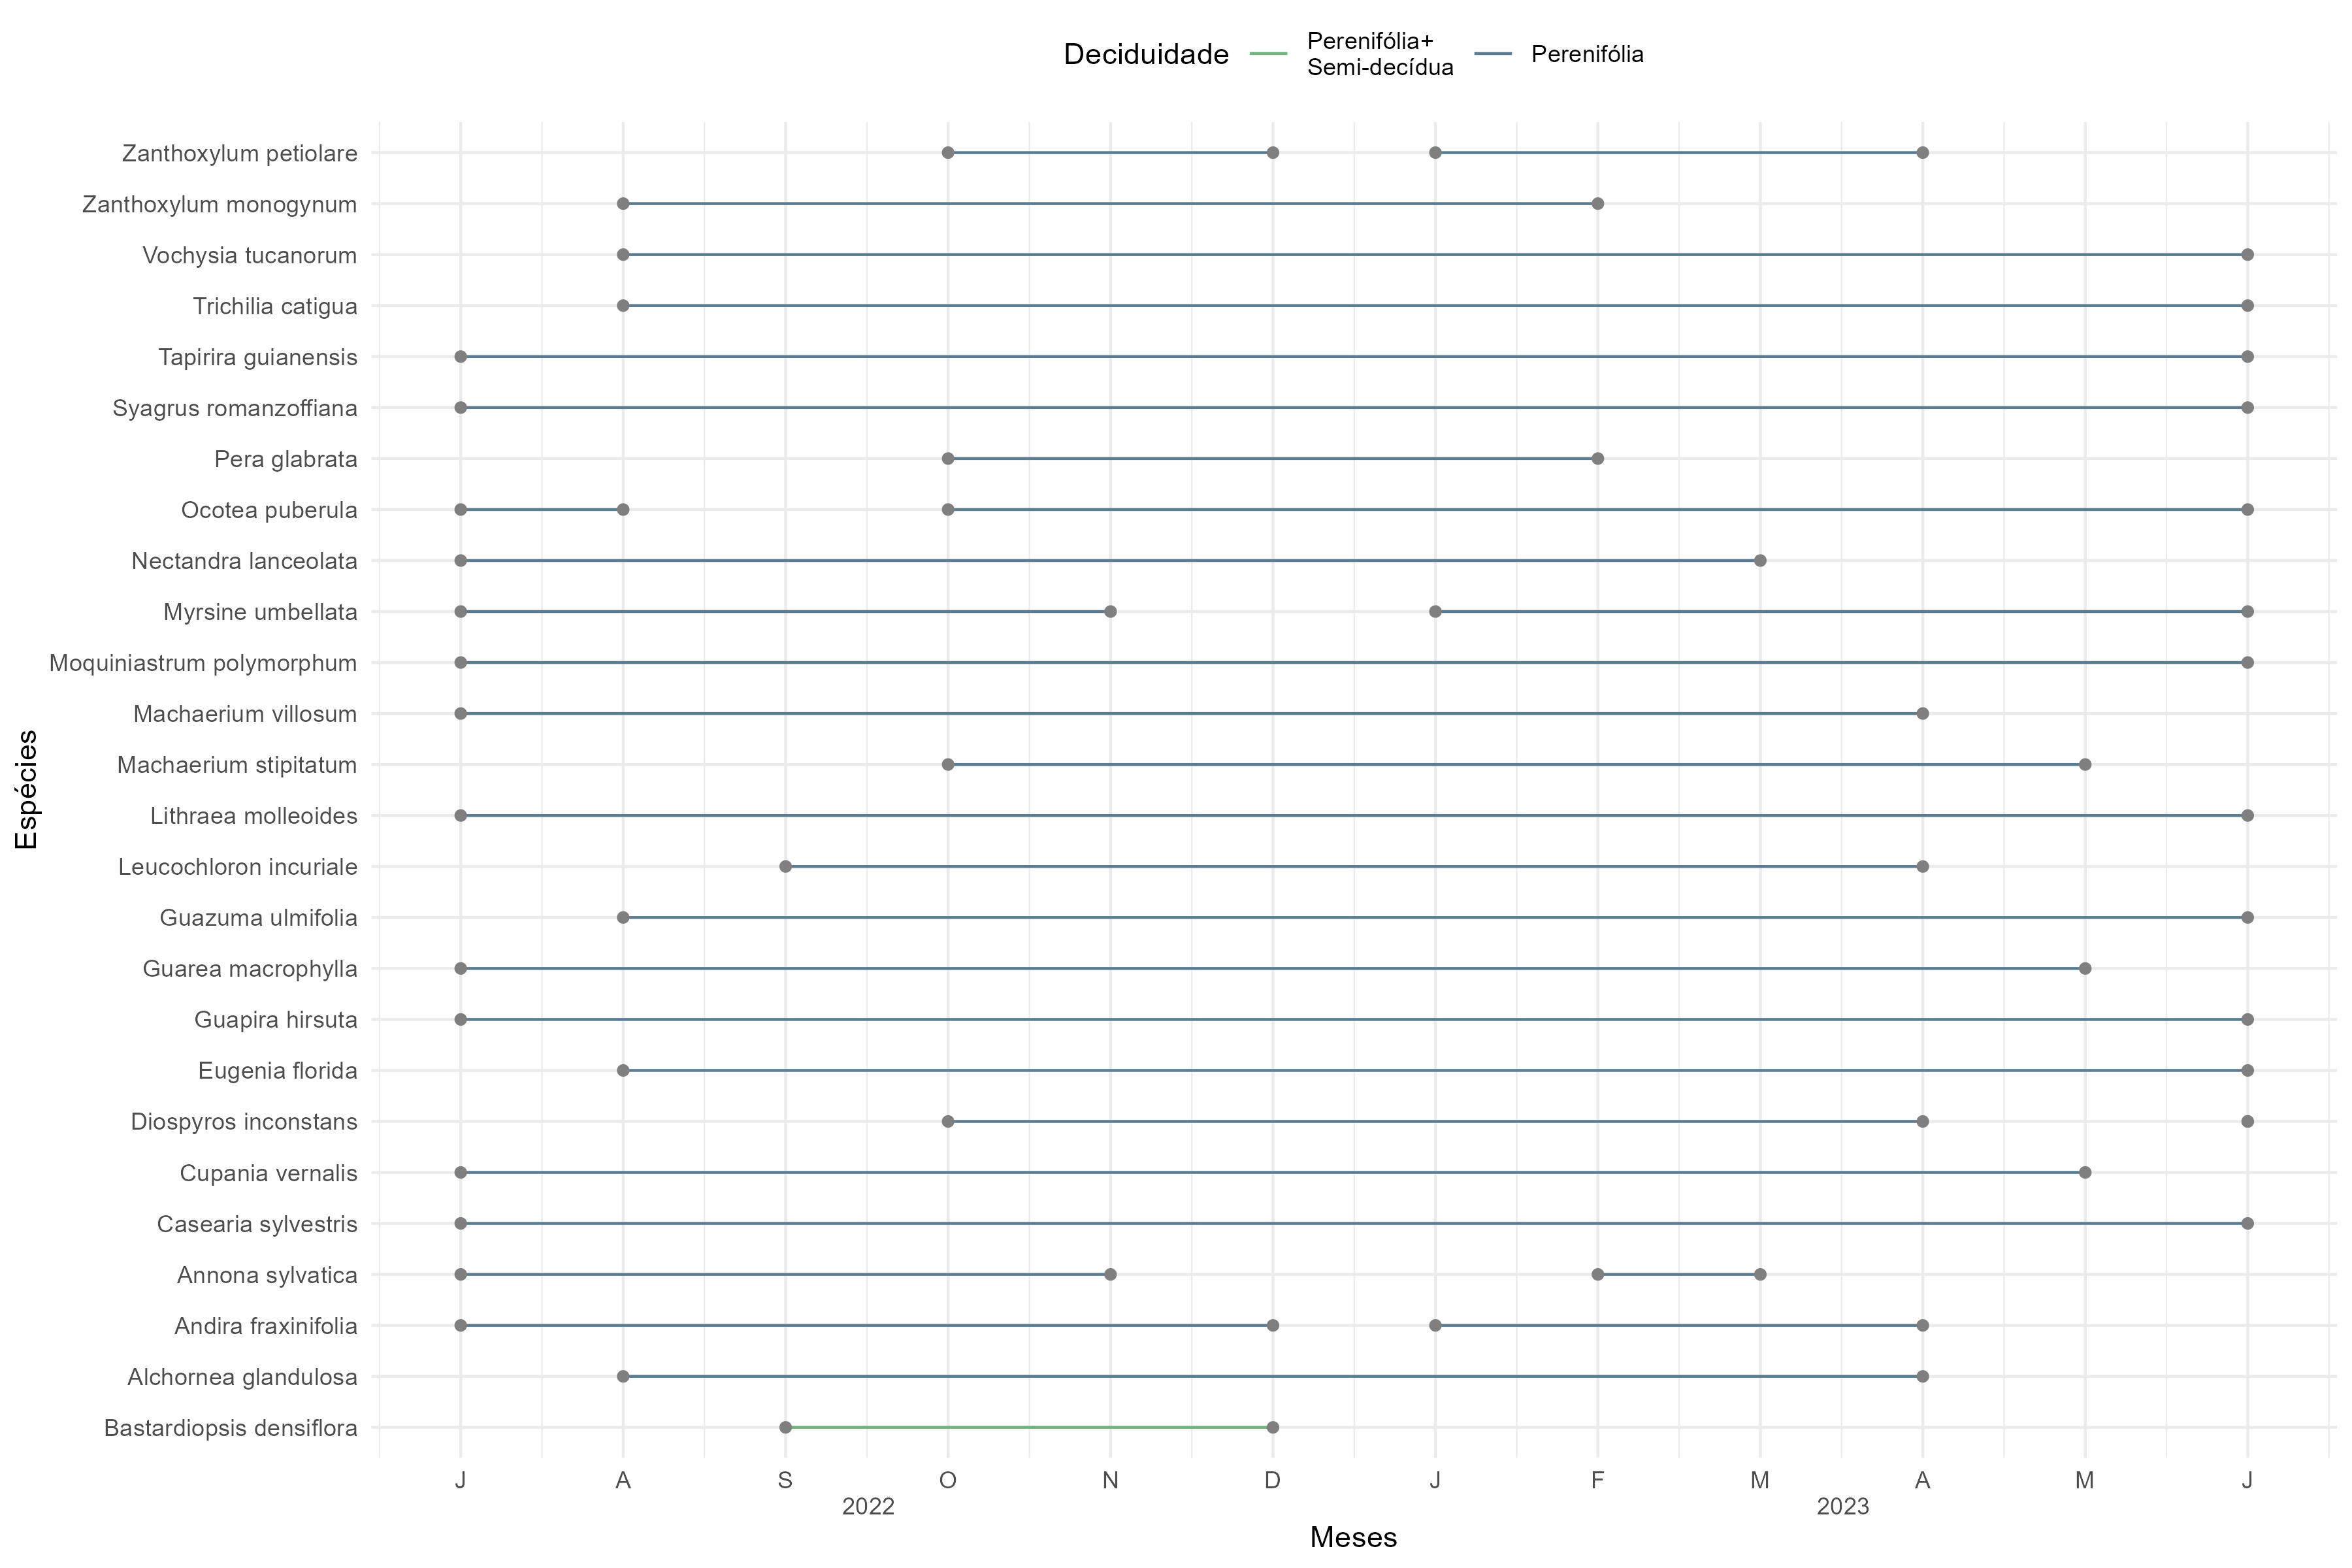 Deciduidade
Perenifólia+
Semi-decídua
Perenifólia
Zanthoxylum petiolare
Zanthoxylum monogynum
Vochysia tucanorum
Trichilia catigua
Tapirira guianensis
Syagrus romanzoffiana
Pera glabrata
Ocotea puberula
Nectandra lanceolata
Myrsine umbellata
Moquiniastrum polymorphum
Machaerium villosum
Machaerium stipitatum
Lithraea molleoides
Leucochloron incuriale
Guazuma ulmifolia
Guarea macrophylla
Guapira hirsuta
Eugenia florida
Diospyros inconstans
Cupania vernalis
Casearia sylvestris
Annona sylvatica
Andira fraxinifolia
Alchornea glandulosa
Bastardiopsis densiflora
Espécies
J A S O N D J F M A M J
2022 2023
Meses